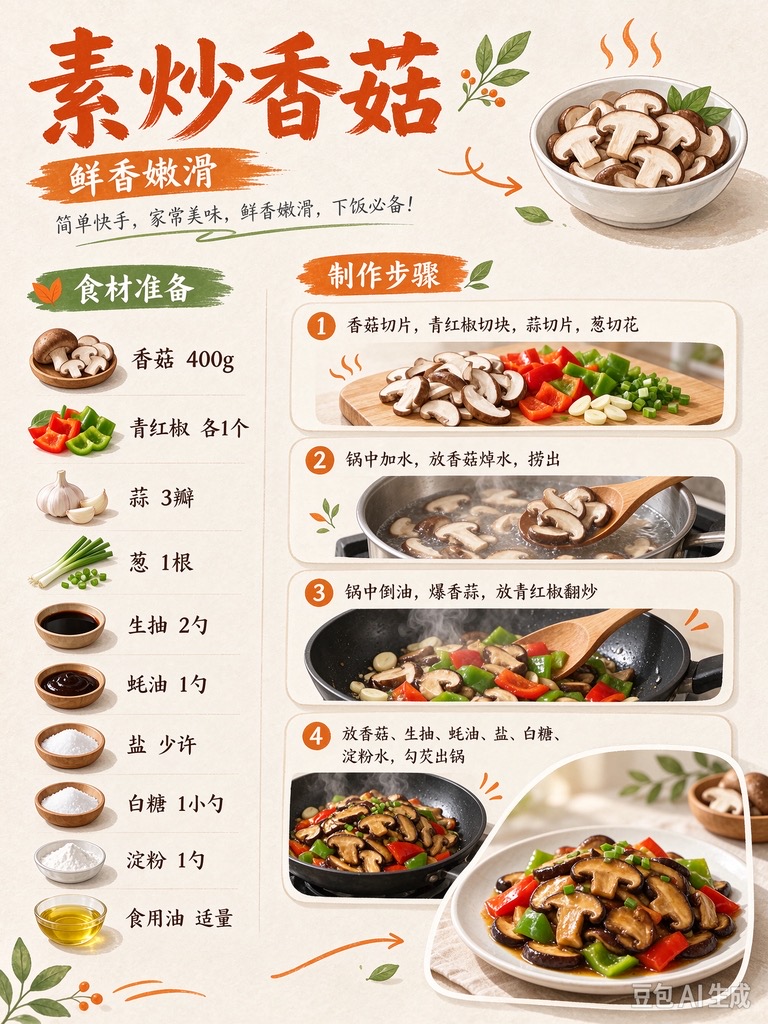 素炒香菇
鲜香嫩滑
简单快手，家常美味，鲜香嫩滑，下饭必备！
食材准备
香菇 400g
青红椒 各1个
蒜 3瓣
葱 1根
生抽 2勺
蚝油 1勺
盐 少许
白糖 1小勺
淀粉 1勺
食用油 适量
制作步骤
1 香菇切片，青红椒切块，蒜切片，葱切花
2 锅中加水，放香菇焯水，捞出
3 锅中倒油，爆香蒜，放青红椒翻炒
4 放香菇、生抽、蚝油、盐、白糖、
淀粉水，勾芡出锅
豆包 AI 生成